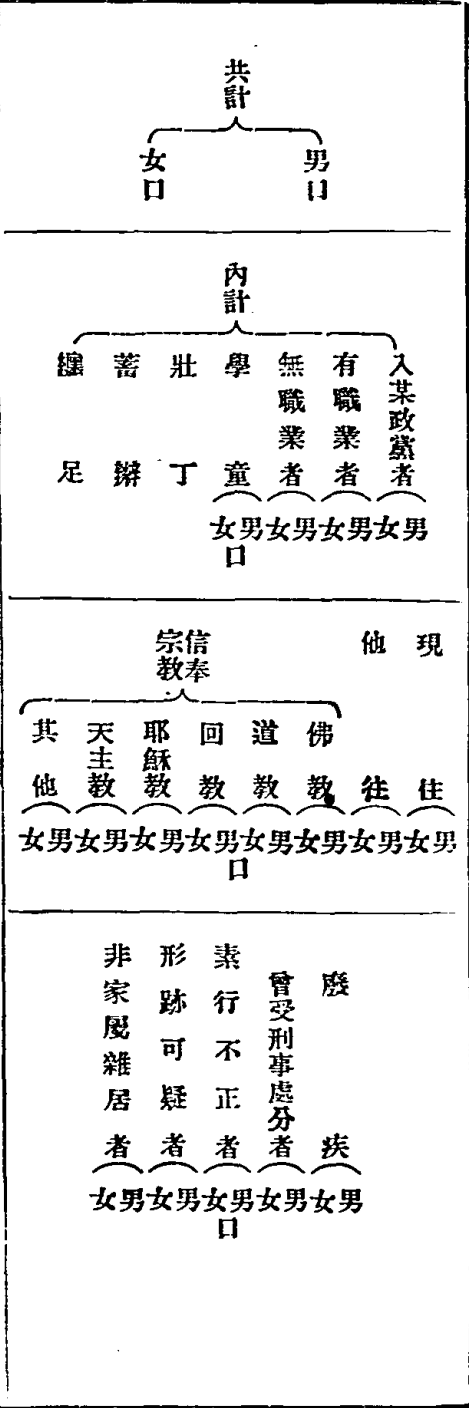 共計
男口
女口
內計
入某政黨者 男 女
有職業者 男 女
無職業者 男 女
學童 男 女 口
壯丁
蓄辮
纏足
現住 男 女
他往 男 女
信奉宗教
佛教 男 女
道教 男 女
回教 男 女 口
耶穌教 男 女
天主教 男 女
其他 男 女
廢疾 男 女
曾受刑事處分者 男 女
素行不正者 男 女 口
形跡可疑者 男 女
非家屬雜居者 男 女